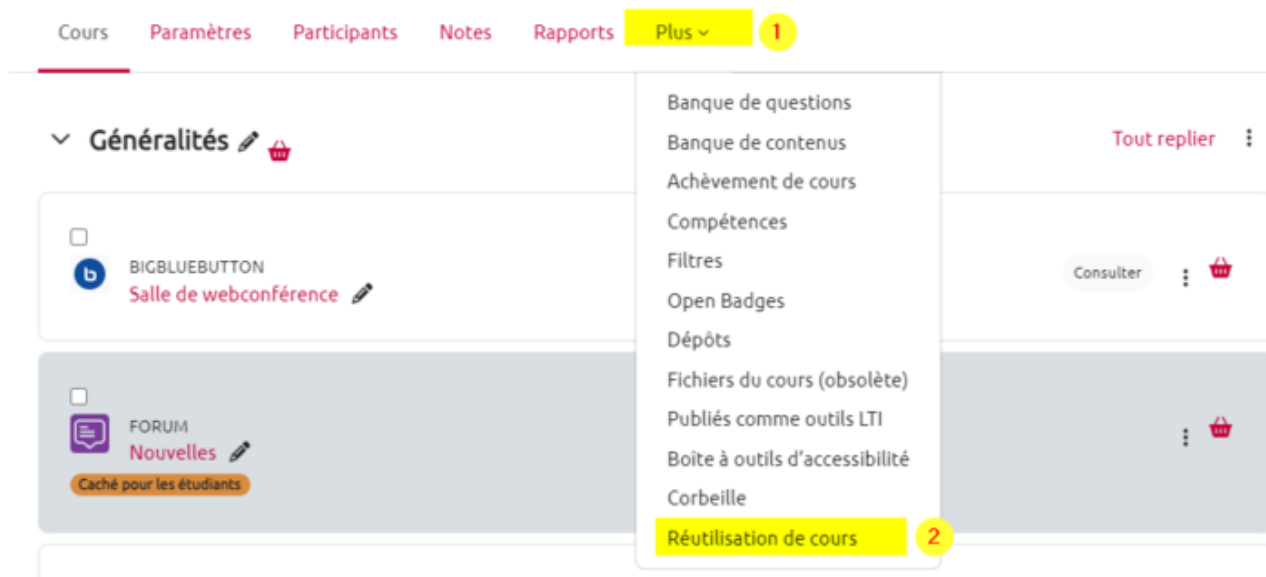 Cours Paramètres Participants Notes Rapports Plus 1
Banque de questions
Généralités
Banque de contenus
Tout replier
Achèvement de cours
Compétences
BIGBLUEBUTTON
Salle de webconférence
Filtres
Consulter
Open Badges
Dépôts
Fichiers du cours (obsolète)
FORUM
Nouvelles
Caché pour les étudiants
Publiés comme outils LTI
Boîte à outils d'accessibilité
Corbeille
Réutilisation de cours 2